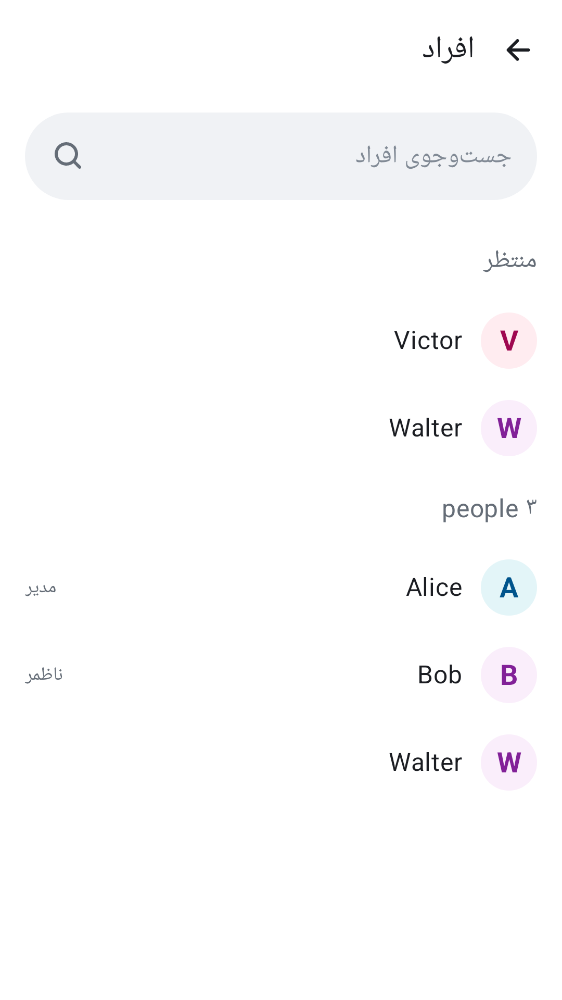 افراد
جست‌وجوی افراد
منتظر
V Victor
W Walter
۳ people
A Alice مدیر
B Bob ناظمر
W Walter